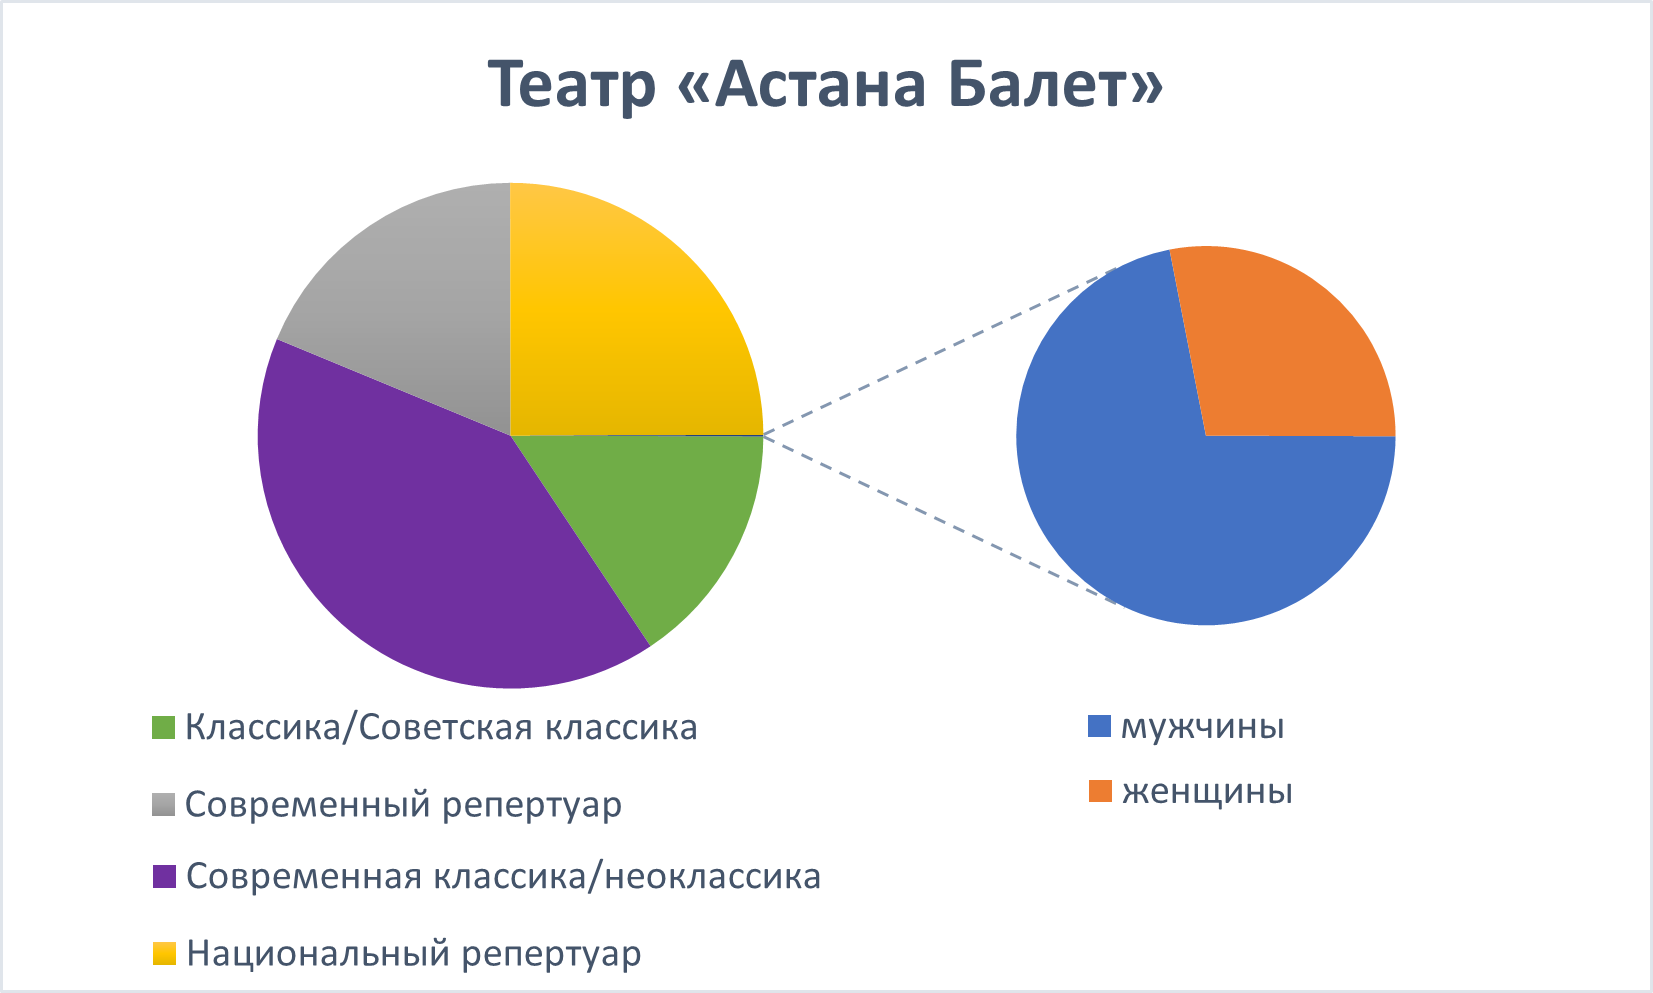 Театр «Астана Балет»
Классика/Советская классика
Современный репертуар
Современная классика/неоклассика
Национальный репертуар
мужчины
женщины